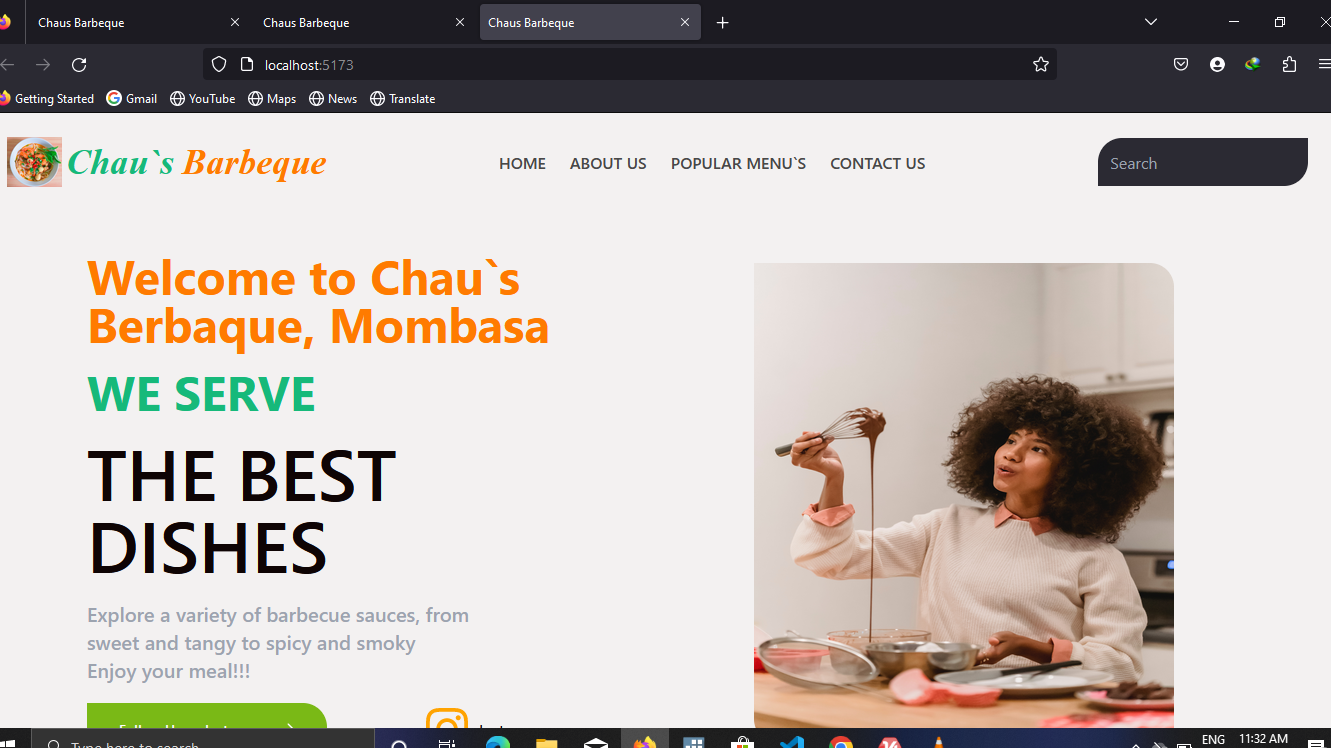 Chaus Barbeque
Chaus Barbeque
Chaus Barbeque
localhost:5173
Getting Started
Gmail
YouTube
Maps
News
Translate
Chau`s Barbeque
HOME
ABOUT US
POPULAR MENU`S
CONTACT US
Search
Welcome to Chau`s
Berbaque, Mombasa
WE SERVE
THE BEST
DISHES
Explore a variety of barbecue sauces, from
sweet and tangy to spicy and smoky
Enjoy your meal!!!
Type here to search
ENG
11:32 AM